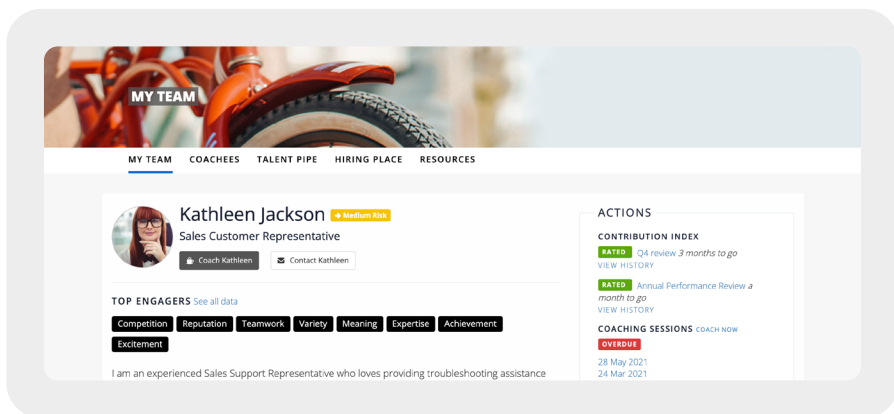 MY TEAM
MY TEAM COACHEES TALENT PIPE HIRING PLACE RESOURCES
Kathleen Jackson Medium Risk
Sales Customer Representative
Coach Kathleen Contact Kathleen
TOP ENGAGERS See all data
Competition Reputation Teamwork Variety Meaning Expertise Achievement
Excitement
I am an experienced Sales Support Representative who loves providing troubleshooting assistance
ACTIONS
CONTRIBUTION INDEX
RATED Q4 review 3 months to go
VIEW HISTORY
RATED Annual Performance Review a
month to go
VIEW HISTORY
COACHING SESSIONS COACH NOW
OVERDUE
28 May 2021
24 Mar 2021